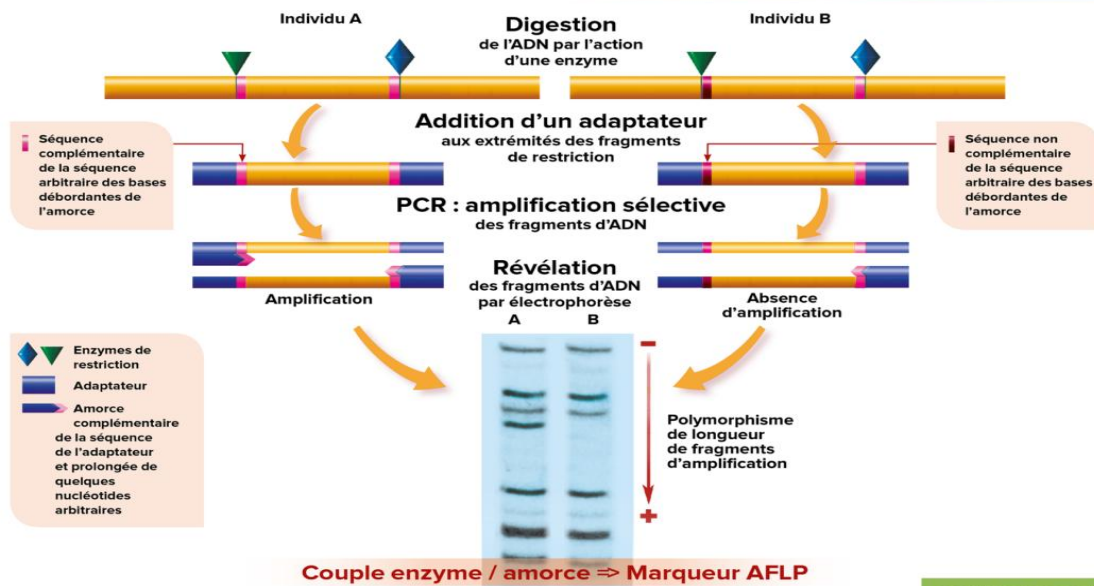 Individu A
Digestion
de l'ADN par l'action
d'une enzyme
Individu B
Séquence
complémentaire
de la séquence
arbitraire des bases
débordantes de
l'amorce
Addition d'un adaptateur
aux extrémités des fragments
de restriction
Séquence non
complémentaire
de la séquence
arbitraire des bases
débordantes de
l'amorce
PCR : amplification sélective
des fragments d'ADN
Amplification
Révélation
des fragments d'ADN
par électrophorèse
Absence
d'amplification
A B
Enzymes de
restriction
Adaptateur
Amorce
complémentaire
de la séquence
de l'adaptateur
et prolongée de
quelques
nucléotides
arbitraires
-
Polymorphisme
de longueur
de fragments
d'amplification
+
Couple enzyme / amorce => Marqueur AFLP